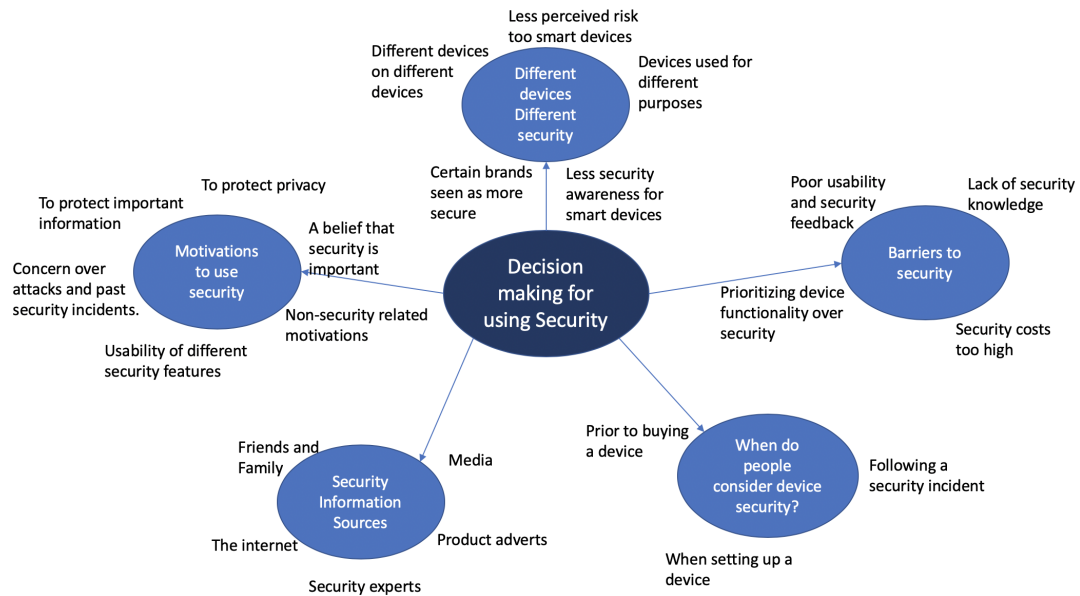 Less perceived risk
too smart devices
Different devices
on different
devices
Different
devices
Different
security
Devices used for
different
purposes
Certain brands
seen as more
secure
Less security
awareness for
smart devices
To protect privacy
To protect important
information
A belief that
security is
important
Motivations
to use
security
Concern over
attacks and past
security incidents.
Non-security related
motivations
Usability of different
security features
Decision
making for
using Security
Poor usability
and security
feedback
Lack of security
knowledge
Barriers to
security
Prioritizing device
functionality over
security
Security costs
too high
Friends and
Family
Media
Security
Information
Sources
The internet
Product adverts
Security experts
Prior to buying
a device
When do
people
consider device
security?
Following a
security incident
When setting up a
device